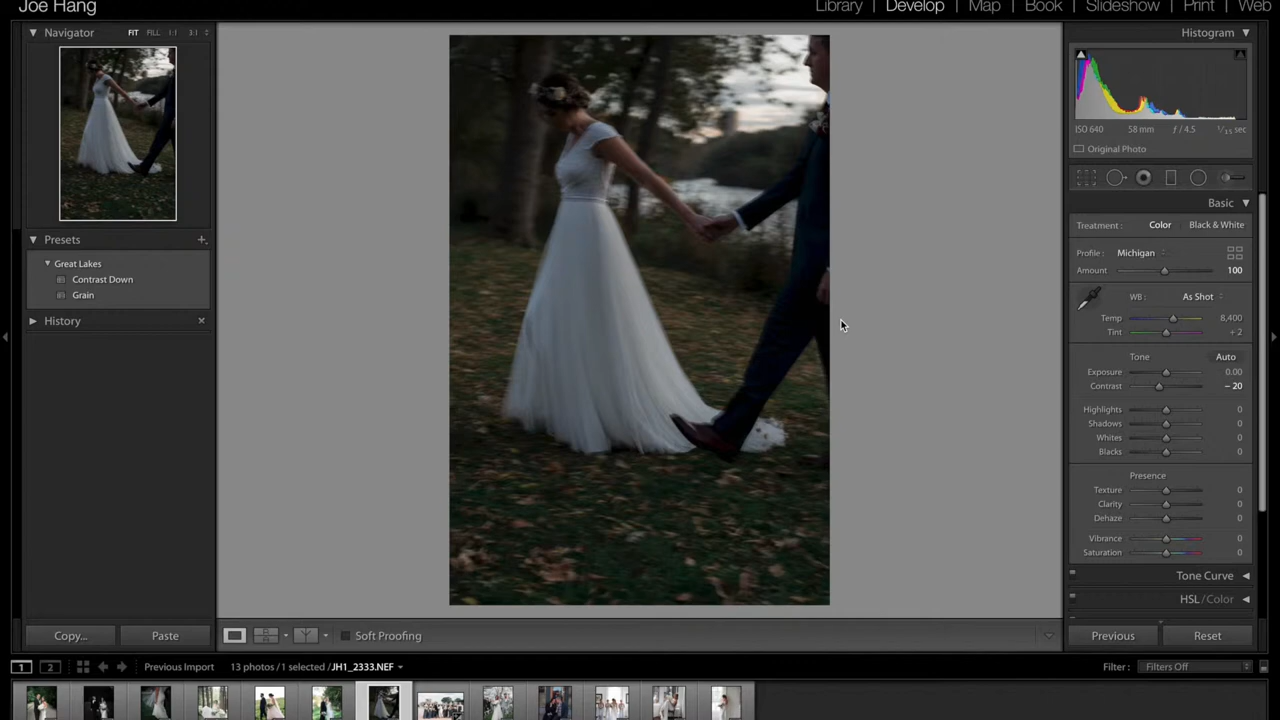 Joe Hang
Library | Develop | Map | Book | Slideshow | Print | Web
Navigator FIT FILL 1:1 3:1
Presets +
Great Lakes
Contrast Down
Grain
History ×
Copy... Paste
Histogram
ISO 640 58 mm ƒ / 4.5 1/15 sec
Original Photo
Basic
Treatment : Color Black & White
Profile : Michigan
Amount 100
WB : As Shot
Temp 8,400
Tint + 2
Tone Auto
Exposure 0.00
Contrast − 20
Highlights 0
Shadows 0
Whites 0
Blacks 0
Presence
Texture 0
Clarity 0
Dehaze 0
Vibrance 0
Saturation 0
Tone Curve
HSL / Color
Previous Reset
Soft Proofing
1 2 Previous Import 13 photos / 1 selected / JH1_2333.NEF Filter : Filters Off